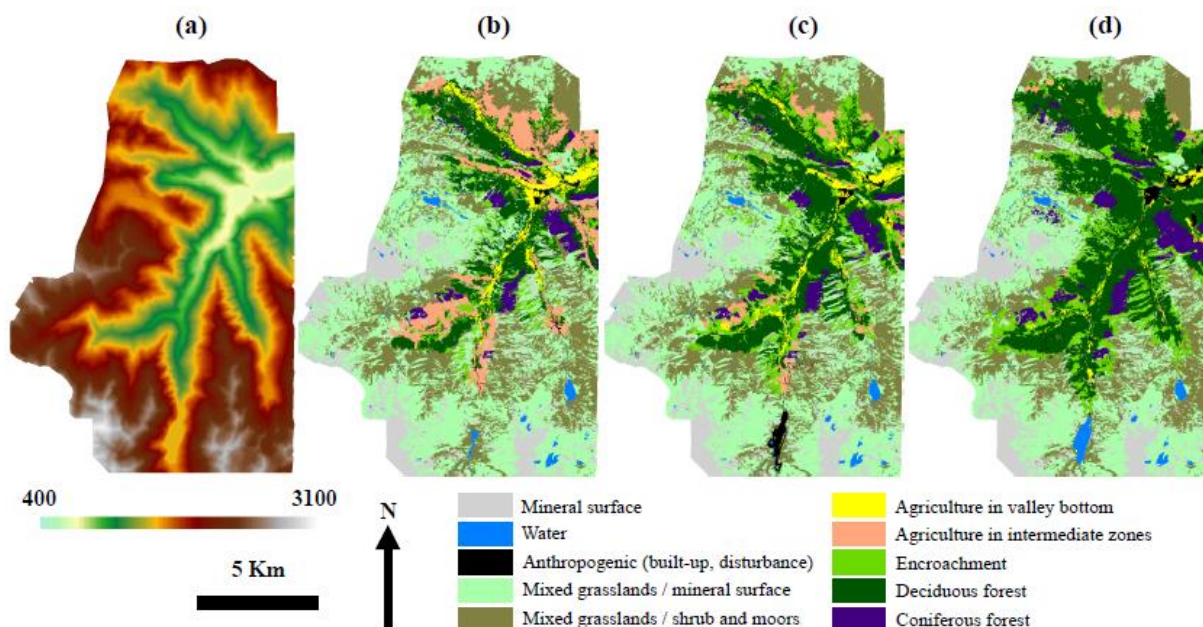 (a) (b) (c) (d)
400 3100
5 Km
N
Mineral surface
Water
Anthropogenic (built-up, disturbance)
Mixed grasslands / mineral surface
Mixed grasslands / shrub and moors
Agriculture in valley bottom
Agriculture in intermediate zones
Encroachment
Deciduous forest
Coniferous forest